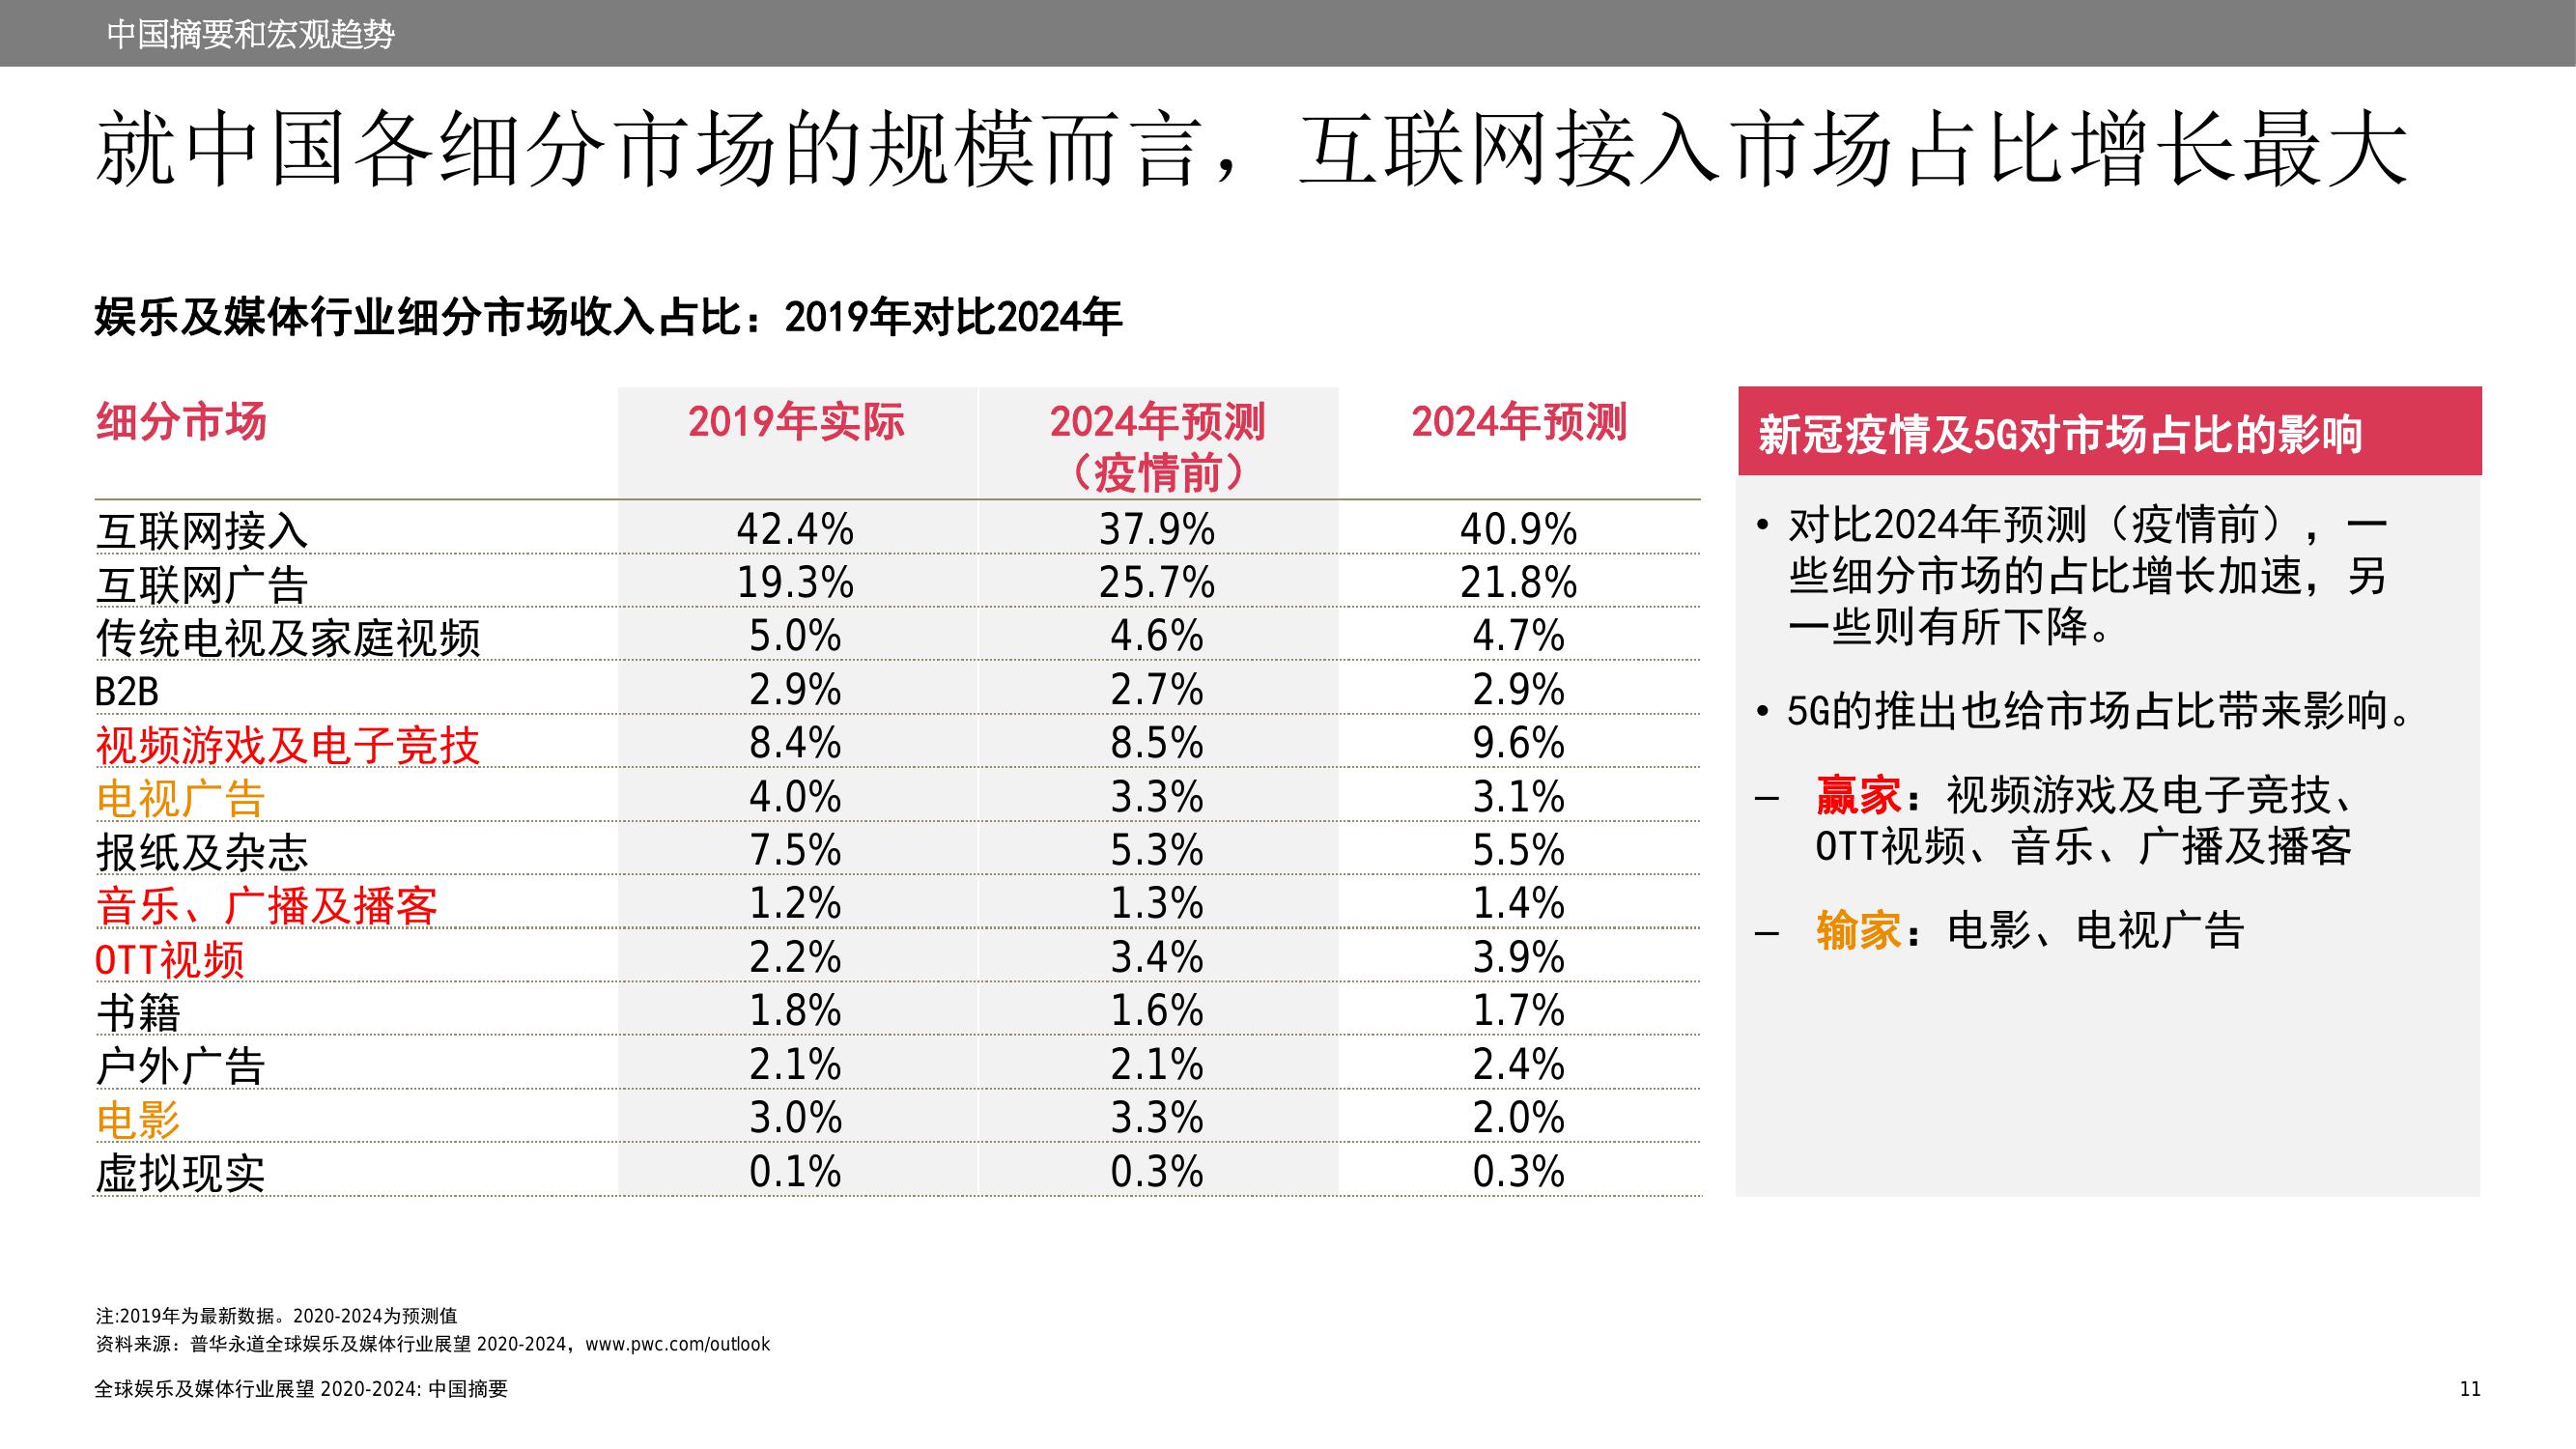 中国摘要和宏观趋势
就中国各细分市场的规模而言，互联网接入市场占比增长最大
娱乐及媒体行业细分市场收入占比：2019年对比2024年
细分市场 2019年实际 2024年预测 2024年预测
（疫情前）
互联网接入 42.4% 37.9% 40.9%
互联网广告 19.3% 25.7% 21.8%
传统电视及家庭视频 5.0% 4.6% 4.7%
B2B 2.9% 2.7% 2.9%
视频游戏及电子竞技 8.4% 8.5% 9.6%
电视广告 4.0% 3.3% 3.1%
报纸及杂志 7.5% 5.3% 5.5%
音乐、广播及播客 1.2% 1.3% 1.4%
OTT视频 2.2% 3.4% 3.9%
书籍 1.8% 1.6% 1.7%
户外广告 2.1% 2.1% 2.4%
电影 3.0% 3.3% 2.0%
虚拟现实 0.1% 0.3% 0.3%
新冠疫情及5G对市场占比的影响
• 对比2024年预测（疫情前），一
些细分市场的占比增长加速，另
一些则有所下降。
• 5G的推出也给市场占比带来影响。
– 赢家：视频游戏及电子竞技、
OTT视频、音乐、广播及播客
– 输家：电影、电视广告
注:2019年为最新数据。2020-2024为预测值
资料来源：普华永道全球娱乐及媒体行业展望 2020-2024，www.pwc.com/outlook
全球娱乐及媒体行业展望 2020-2024: 中国摘要
11